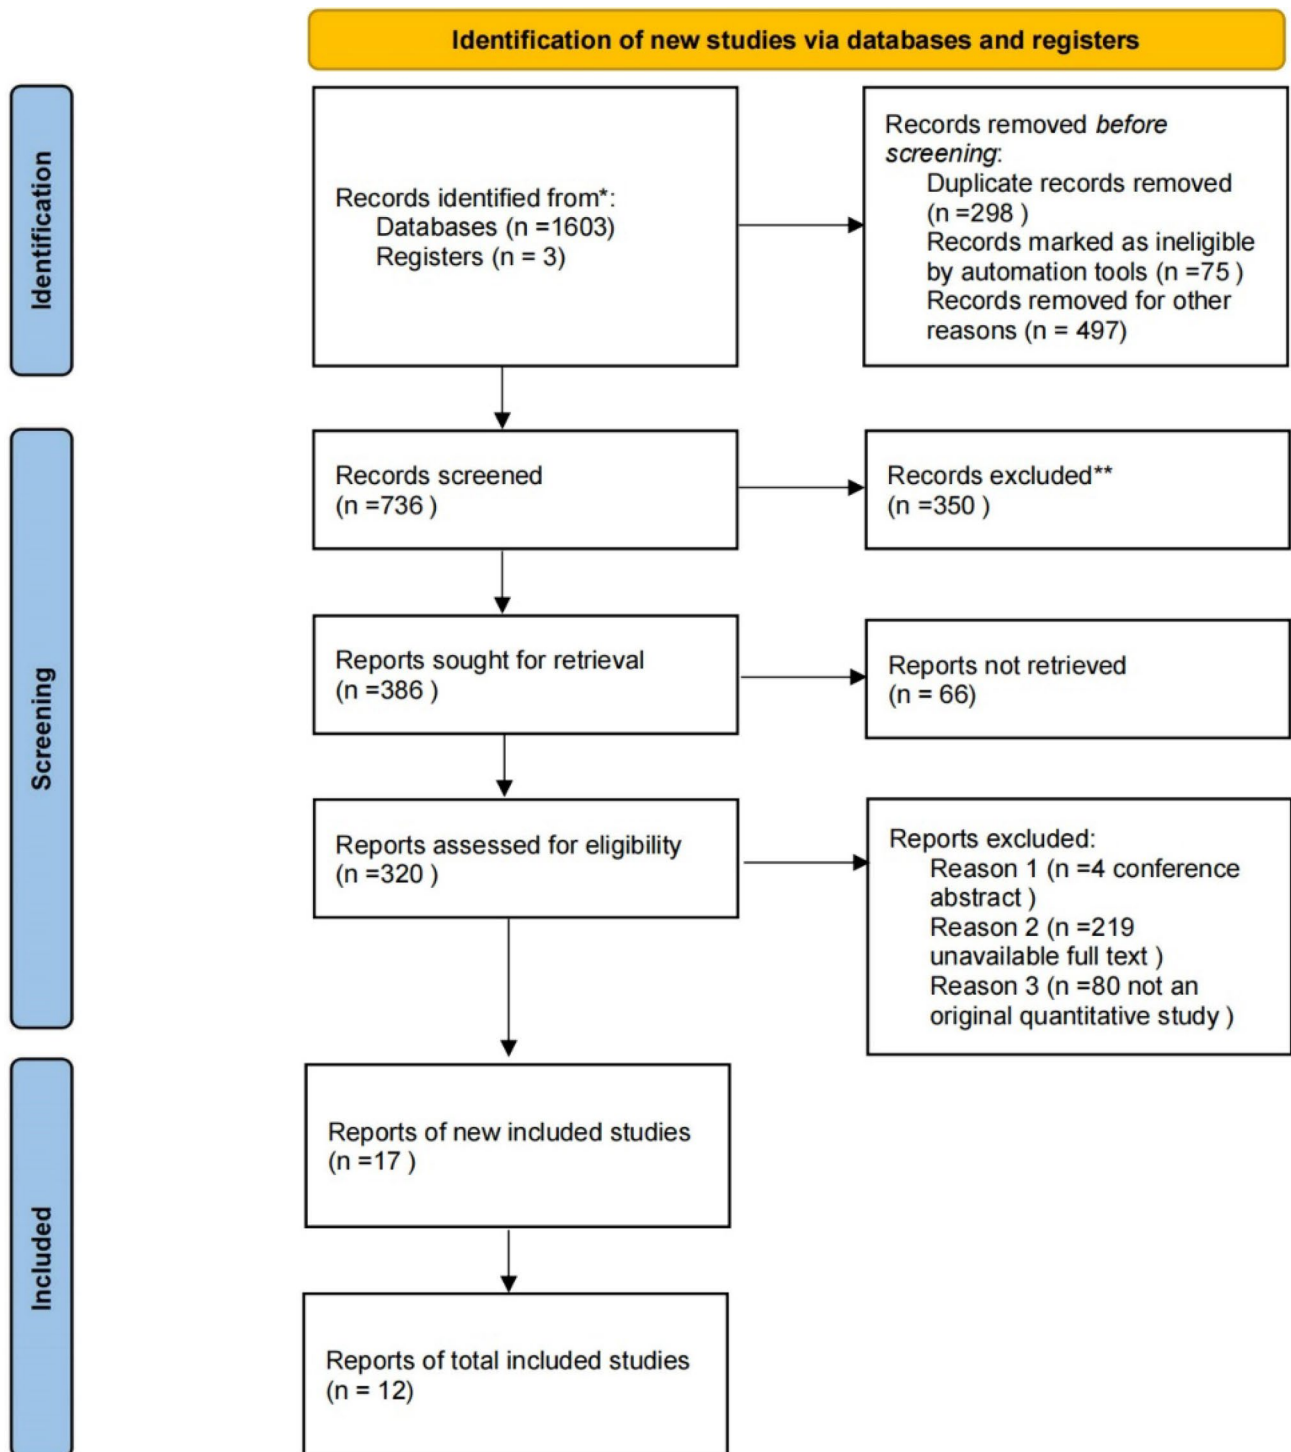 Identification of new studies via databases and registers
Identification
Records identified from*:
Databases (n =1603)
Registers (n = 3)
Records removed before
screening:
Duplicate records removed
(n =298 )
Records marked as ineligible
by automation tools (n =75 )
Records removed for other
reasons (n = 497)
Screening
Records screened
(n =736 )
Records excluded**
(n =350 )
Reports sought for retrieval
(n =386 )
Reports not retrieved
(n = 66)
Reports assessed for eligibility
(n =320 )
Reports excluded:
Reason 1 (n =4 conference
abstract )
Reason 2 (n =219
unavailable full text )
Reason 3 (n =80 not an
original quantitative study )
Included
Reports of new included studies
(n =17 )
Reports of total included studies
(n = 12)